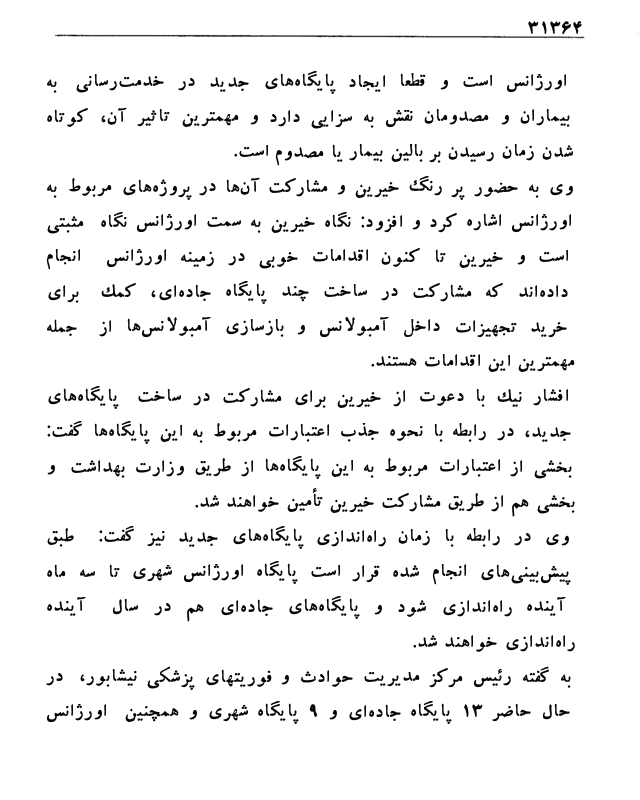 ۳۱۳۶۴
اورژانس است و قطعا ایجاد پایگاه‌های جدید در خدمت‌رسانی به
بیماران و مصدومان نقش به سزایی دارد و مهمترین تاثیر آن، کوتاه
شدن زمان رسیدن بر بالین بیمار یا مصدوم است.
وی به حضور پر رنگ خیرین و مشارکت آن‌ها در پروژه‌های مربوط به
اورژانس اشاره کرد و افزود: نگاه خیرین به سمت اورژانس نگاه مثبتی
است و خیرین تا کنون اقدامات خوبی در زمینه اورژانس انجام
داده‌اند که مشارکت در ساخت چند پایگاه جاده‌ای، کمک برای
خرید تجهیزات داخل آمبولانس و بازسازی آمبولانس‌ها از جمله
مهمترین این اقدامات هستند.
افشار نیک با دعوت از خیرین برای مشارکت در ساخت پایگاه‌های
جدید، در رابطه با نحوه جذب اعتبارات مربوط به این پایگاه‌ها گفت:
بخشی از اعتبارات مربوط به این پایگاه‌ها از طریق وزارت بهداشت و
بخشی هم از طریق مشارکت خیرین تأمین خواهند شد.
وی در رابطه با زمان راه‌اندازی پایگاه‌های جدید نیز گفت: طبق
پیش‌بینی‌های انجام شده قرار است پایگاه اورژانس شهری تا سه ماه
آینده راه‌اندازی شود و پایگاه‌های جاده‌ای هم در سال آینده
راه‌اندازی خواهند شد.
به گفته رئیس مرکز مدیریت حوادث و فوریتهای پزشکی نیشابور، در
حال حاضر ۱۳ پایگاه جاده‌ای و ۹ پایگاه شهری و همچنین اورژانس